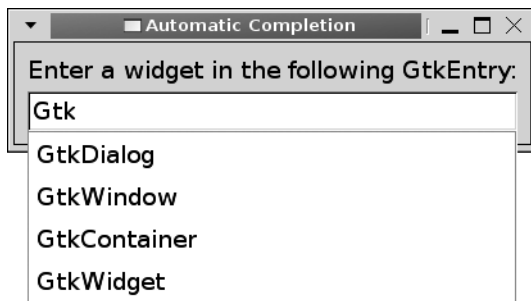 Automatic Completion
Enter a widget in the following GtkEntry:
Gtk
GtkDialog
GtkWindow
GtkContainer
GtkWidget